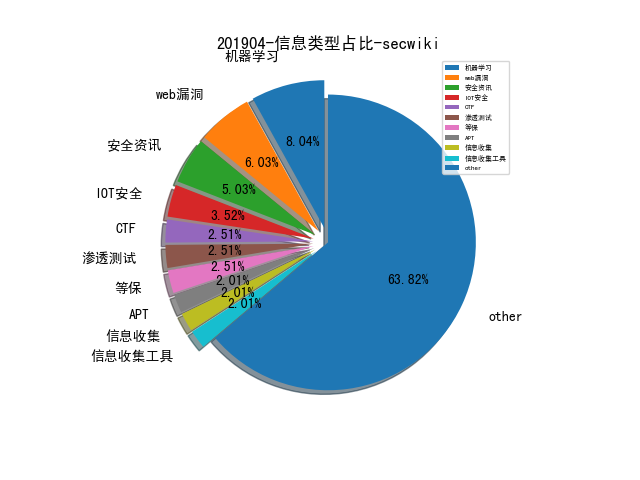 201904-信息类型占比-secwiki
机器学习
web漏洞
安全资讯
IOT安全
CTF
渗透测试
等保
APT
信息收集
信息收集工具
other
8.04%
6.03%
5.03%
3.52%
2.51%
2.51%
2.51%
2.01%
2.01%
2.01%
63.82%
机器学习
web漏洞
安全资讯
IOT安全
CTF
渗透测试
等保
APT
信息收集
信息收集工具
other